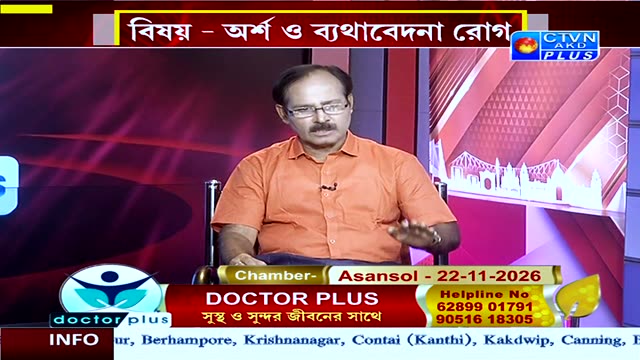 বিষয় - অর্শ ও ব্যথাবেদনা রোগ
CTVN
AKD
PLUS
Chamber-
Asansol - 22-11-2026
DOCTOR PLUS
সুস্থ ও সুন্দর জীবনের সাথে
Helpline No
62899 01791
90516 18305
doctor plus
INFO
ur, Berhampore, Krishnanagar, Contai (Kanthi), Kakdwip, Canning,